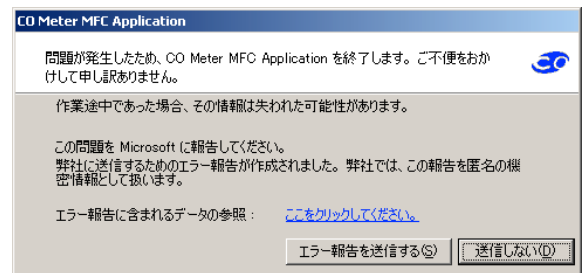 CO Meter MFC Application
問題が発生したため、CO Meter MFC Application を終了します。ご不便をおか
けして申し訳ありません。
CO
作業途中であった場合、その情報は失われた可能性があります。
この問題を Microsoft に報告してください。
弊社に送信するためのエラー報告が作成されました。弊社では、この報告を匿名の機
密情報として扱います。
エラー報告に含まれるデータの参照： ここをクリックしてください。
エラー報告を送信する(S) 送信しない(D)